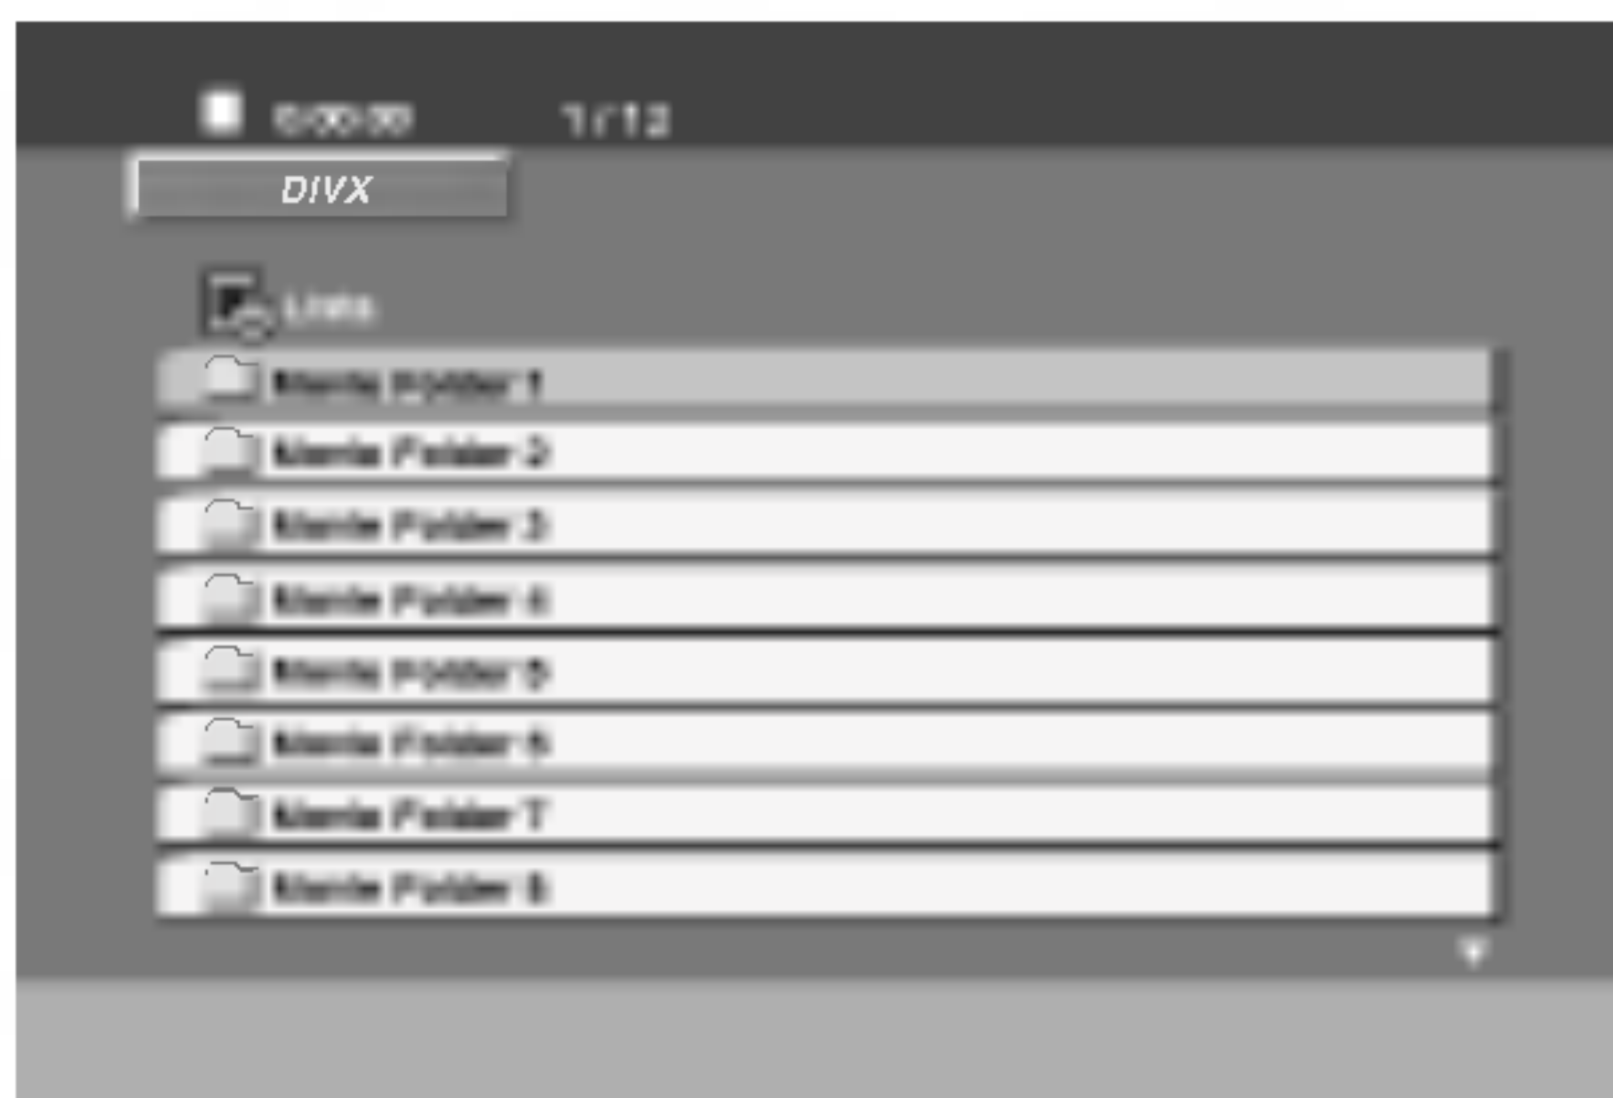 0:00:00 1 / 12
DIVX
Lists
Movie Folder 1
Movie Folder 2
Movie Folder 3
Movie Folder 4
Movie Folder 5
Movie Folder 6
Movie Folder 7
Movie Folder 8